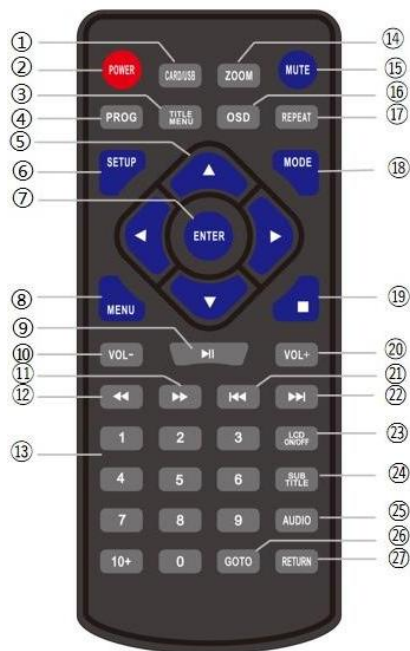 ① CARD/USB ZOOM ⑭
② POWER MUTE ⑮
③ TITLE MENU OSD ⑯
④ PROG REPEAT ⑰
⑤
⑥ SETUP MODE ⑱
⑦ ENTER
⑧ MENU ⑲
⑨
⑩ VOL- VOL+ ⑳
⑪ ㉑
⑫ ㉒
⑬ 1 2 3 LCD ON/OFF ㉓
4 5 6 SUB TITLE ㉔
7 8 9 AUDIO ㉕
㉖
10+ 0 GOTO RETURN ㉗